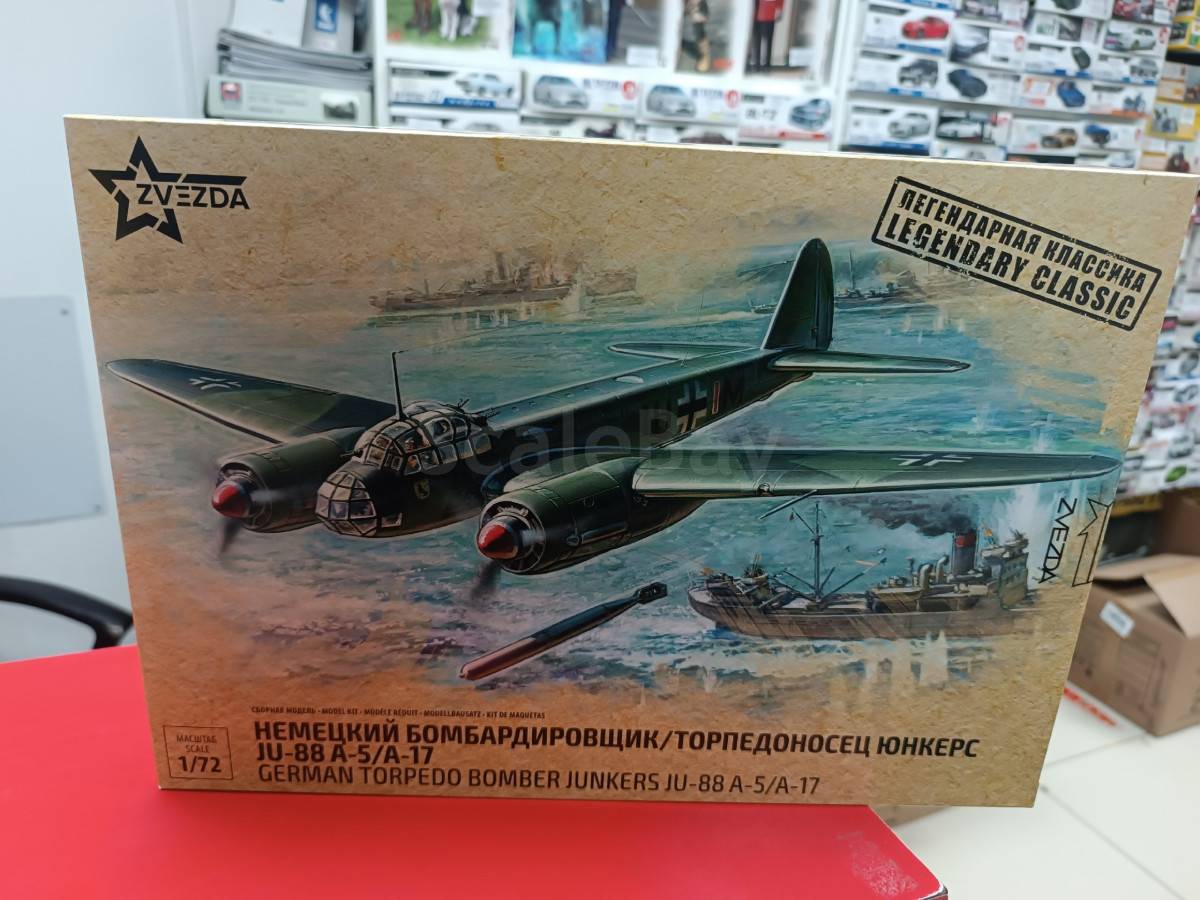 ZVEZDA
ЛЕГЕНДАРНАЯ КЛАССИКА
LEGENDARY CLASSIC
ScaleBay
ZVEZDA
СБОРНАЯ МОДЕЛЬ • MODEL KIT • MODÈLE RÉDUIT • MODELLBAUSATZ • KIT DE MAQUETAS
МАСШТАБ
SCALE
1/72
НЕМЕЦКИЙ БОМБАРДИРОВЩИК/ТОРПЕДОНОСЕЦ ЮНКЕРС
JU-88 A-5/A-17
GERMAN TORPEDO BOMBER JUNKERS JU-88 A-5/A-17